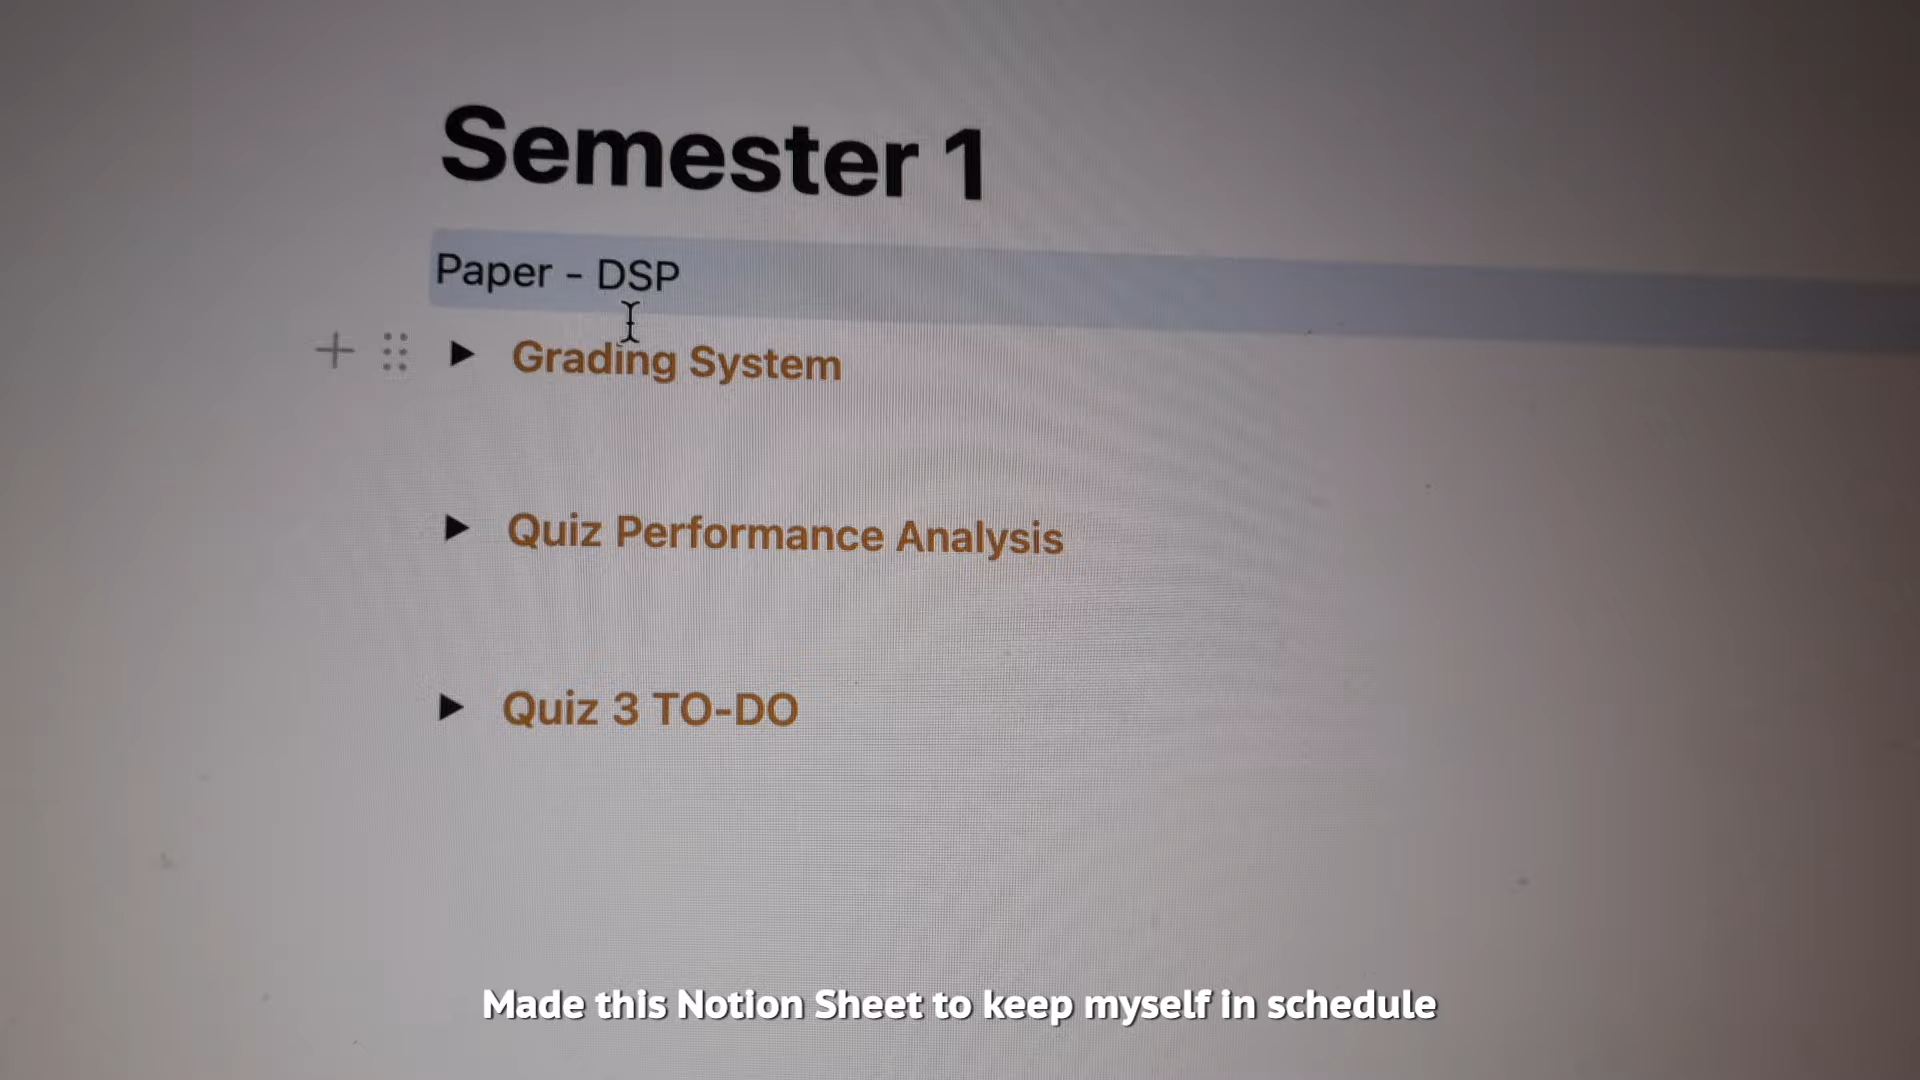 Semester 1
Paper - DSP
Grading System
Quiz Performance Analysis
Quiz 3 TO-DO
Made this Notion Sheet to keep myself in schedule